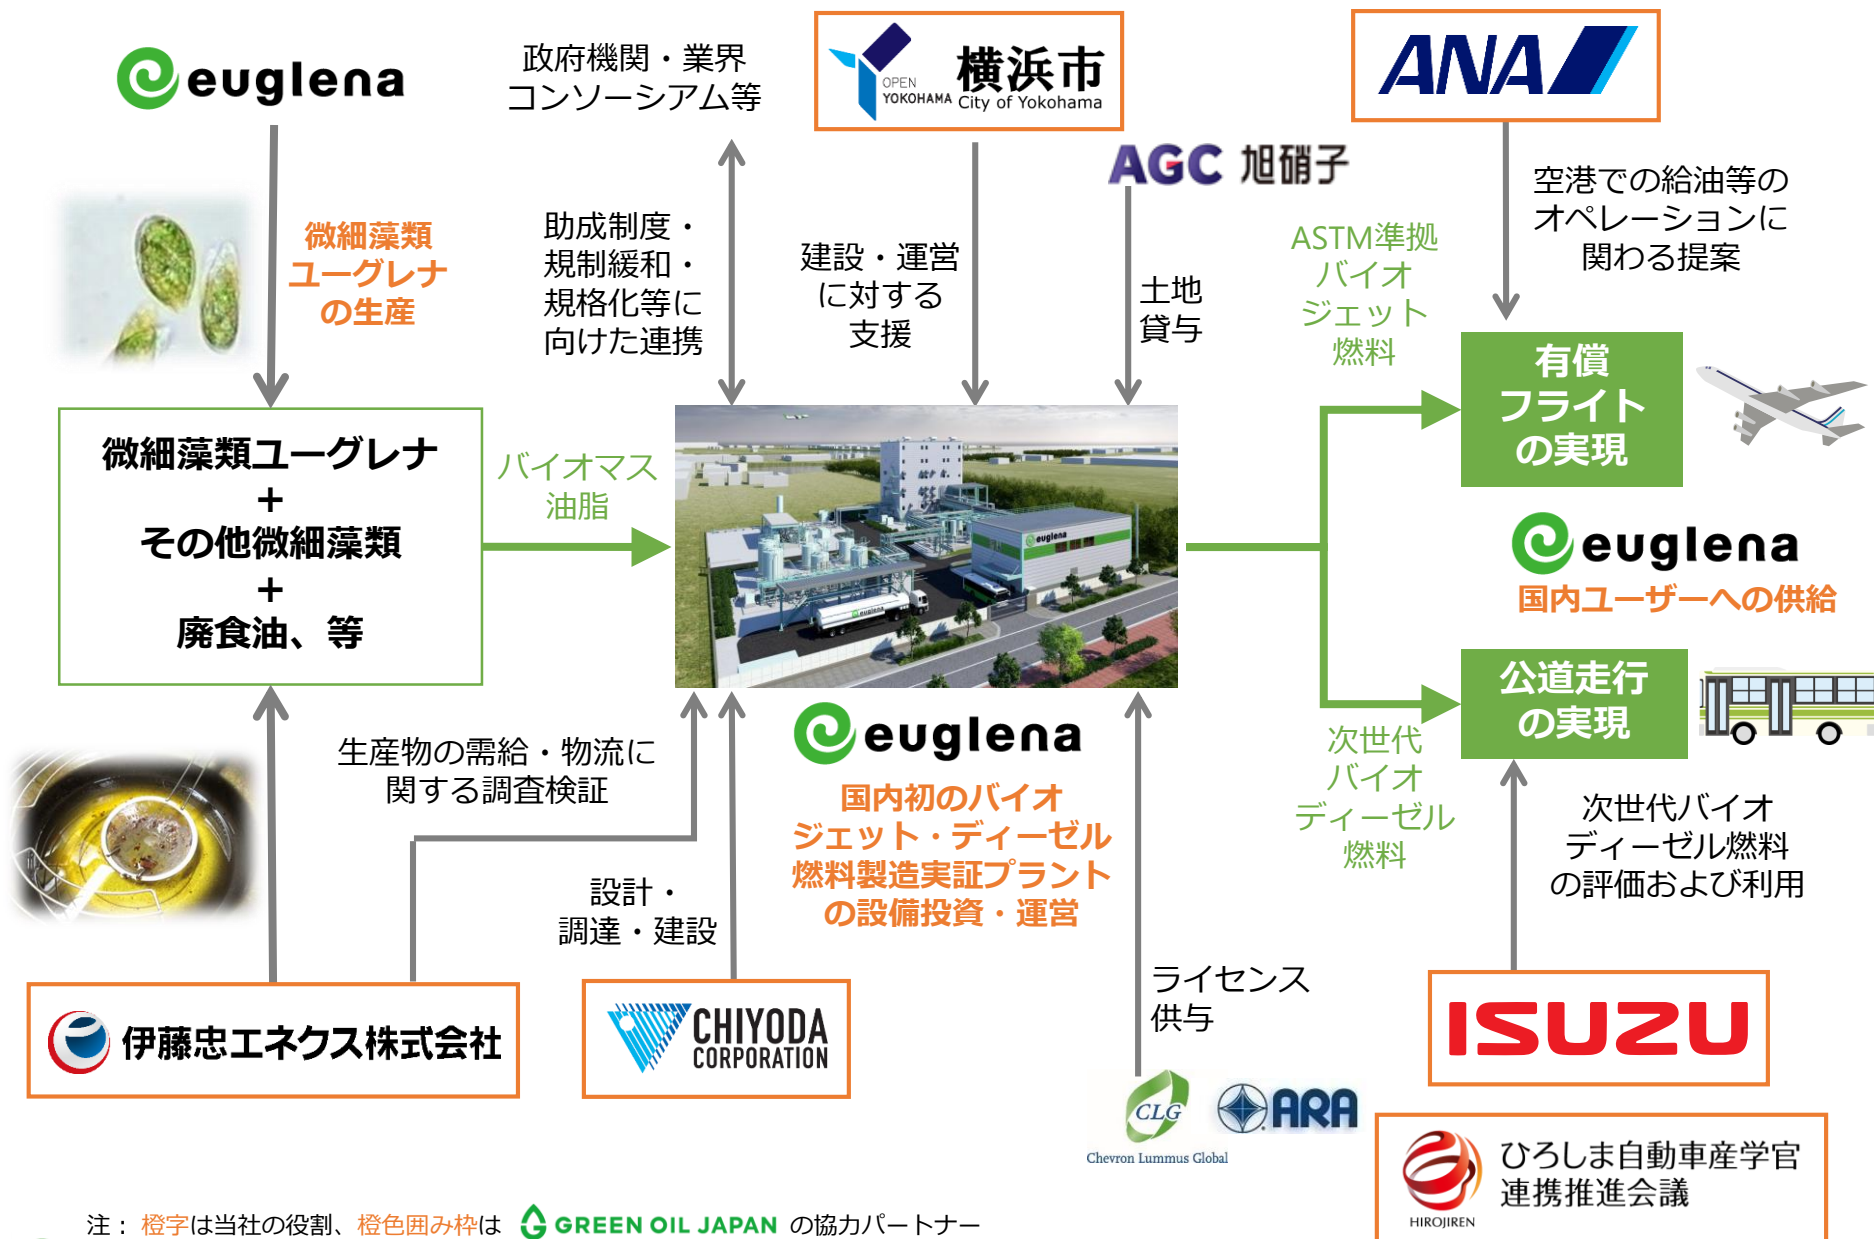 euglena
政府機関・業界
コンソーシアム等
OPEN
YOKOHAMA
横浜市
City of Yokohama
ANA
AGC 旭硝子
微細藻類
ユーグレナ
の生産
助成制度・
規制緩和・
規格化等に
向けた連携
建設・運営
に対する
支援
土地
貸与
ASTM準拠
バイオ
ジェット
燃料
空港での給油等の
オペレーションに
関わる提案
有償
フライト
の実現
微細藻類ユーグレナ
+
その他微細藻類
+
廃食油、等
バイオマス
油脂
euglena
euglena
euglena
国内ユーザーへの供給
公道走行
の実現
生産物の需給・物流に
関する調査検証
euglena
国内初のバイオ
ジェット・ディーゼル
燃料製造実証プラント
の設備投資・運営
次世代
バイオ
ディーゼル
燃料
次世代バイオ
ディーゼル燃料
の評価および利用
設計・
調達・建設
ライセンス
供与
伊藤忠エネクス株式会社
CHIYODA
CORPORATION
CLG
Chevron Lummus Global
ARA
ISUZU
HIROJIREN
ひろしま自動車産学官
連携推進会議
注： 橙字は当社の役割、橙色囲み枠は GREEN OIL JAPAN の協力パートナー